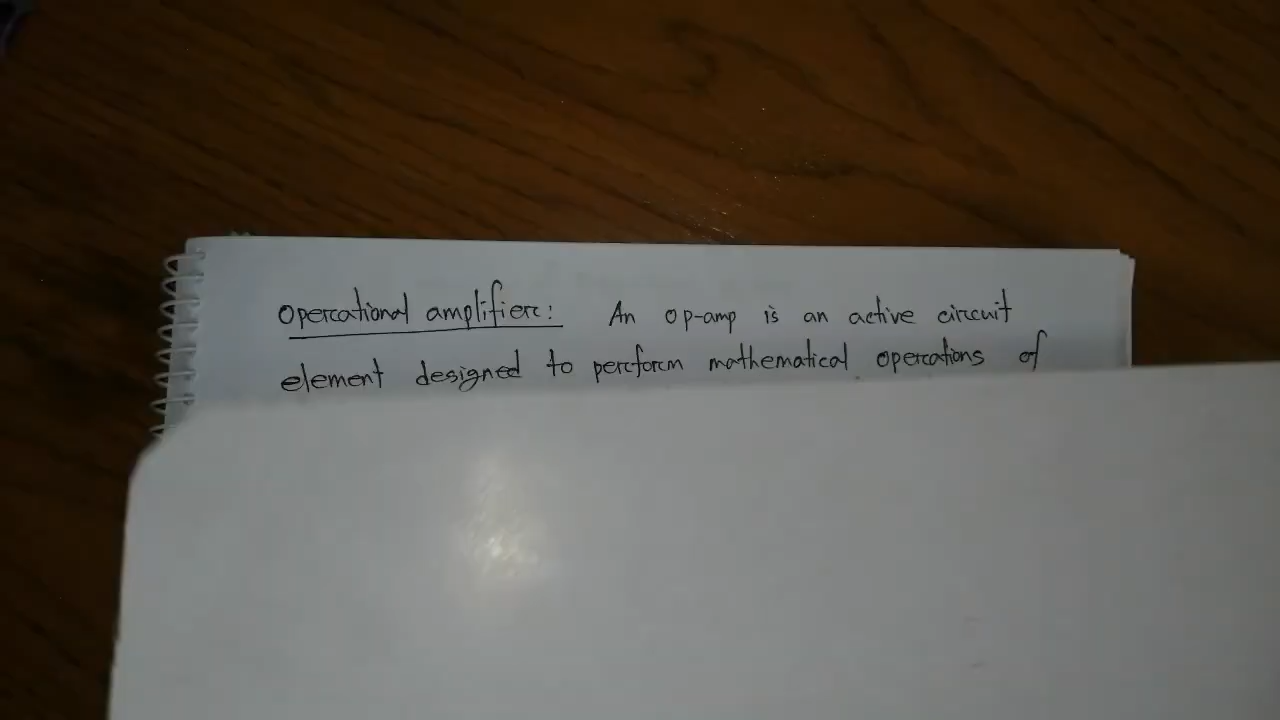 Operational amplifier: An op-amp is an active circuit
element designed to perform mathematical operations of